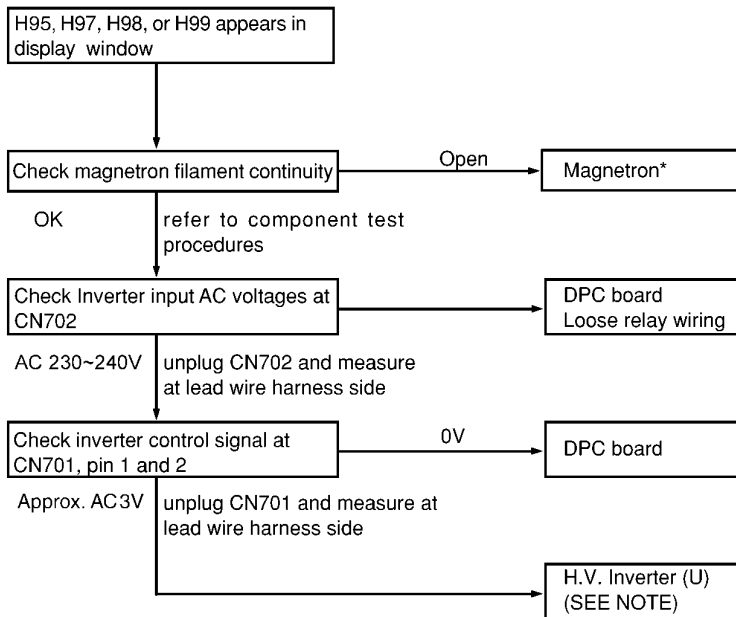 H95, H97, H98, or H99 appears in
display window
Check magnetron filament continuity
Open
Magnetron*
OK
refer to component test
procedures
Check Inverter input AC voltages at
CN702
DPC board
Loose relay wiring
AC 230~240V
unplug CN702 and measure
at lead wire harness side
Check inverter control signal at
CN701, pin 1 and 2
0V
DPC board
Approx. AC3V
unplug CN701 and measure at
lead wire harness side
H.V. Inverter (U)
(SEE NOTE)